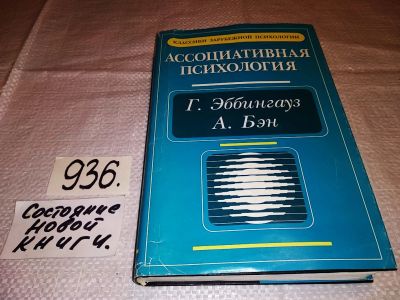 КЛАССИКИ ЗАРУБЕЖНОЙ ПСИХОЛОГИИ
АССОЦИАТИВНАЯ
ПСИХОЛОГИЯ
Г. Эббингауз
А. Бэн
936.
Состояние
новой
книги.